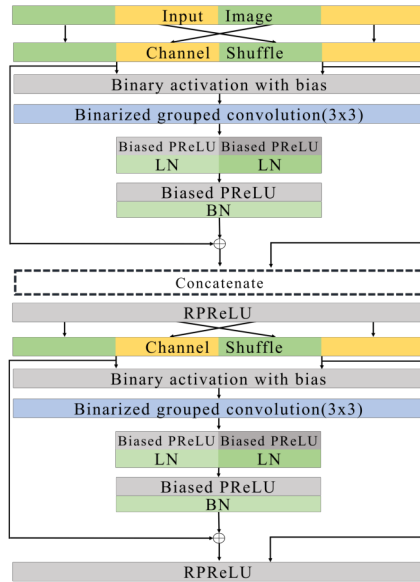 Input Image
Channel Shuffle
Binary activation with bias
Binarized grouped convolution(3x3)
Biased PReLU Biased PReLU
LN LN
Biased PReLU
BN
Concatenate
RPReLU
Channel Shuffle
Binary activation with bias
Binarized grouped convolution(3x3)
Biased PReLU Biased PReLU
LN LN
Biased PReLU
BN
RPReLU